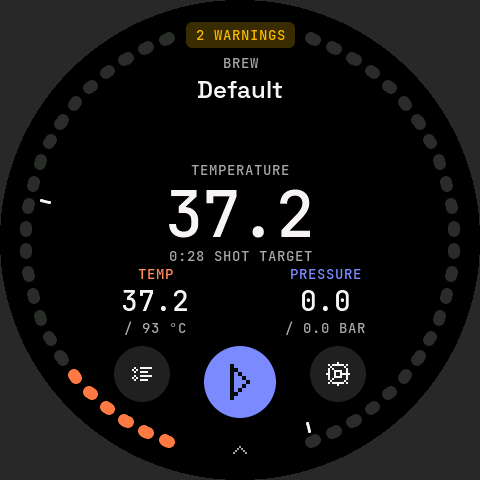 2 WARNINGS
BREW
Default
TEMPERATURE
37.2
0:28 SHOT TARGET
TEMP
37.2
/ 93 °C
PRESSURE
0.0
/ 0.0 BAR